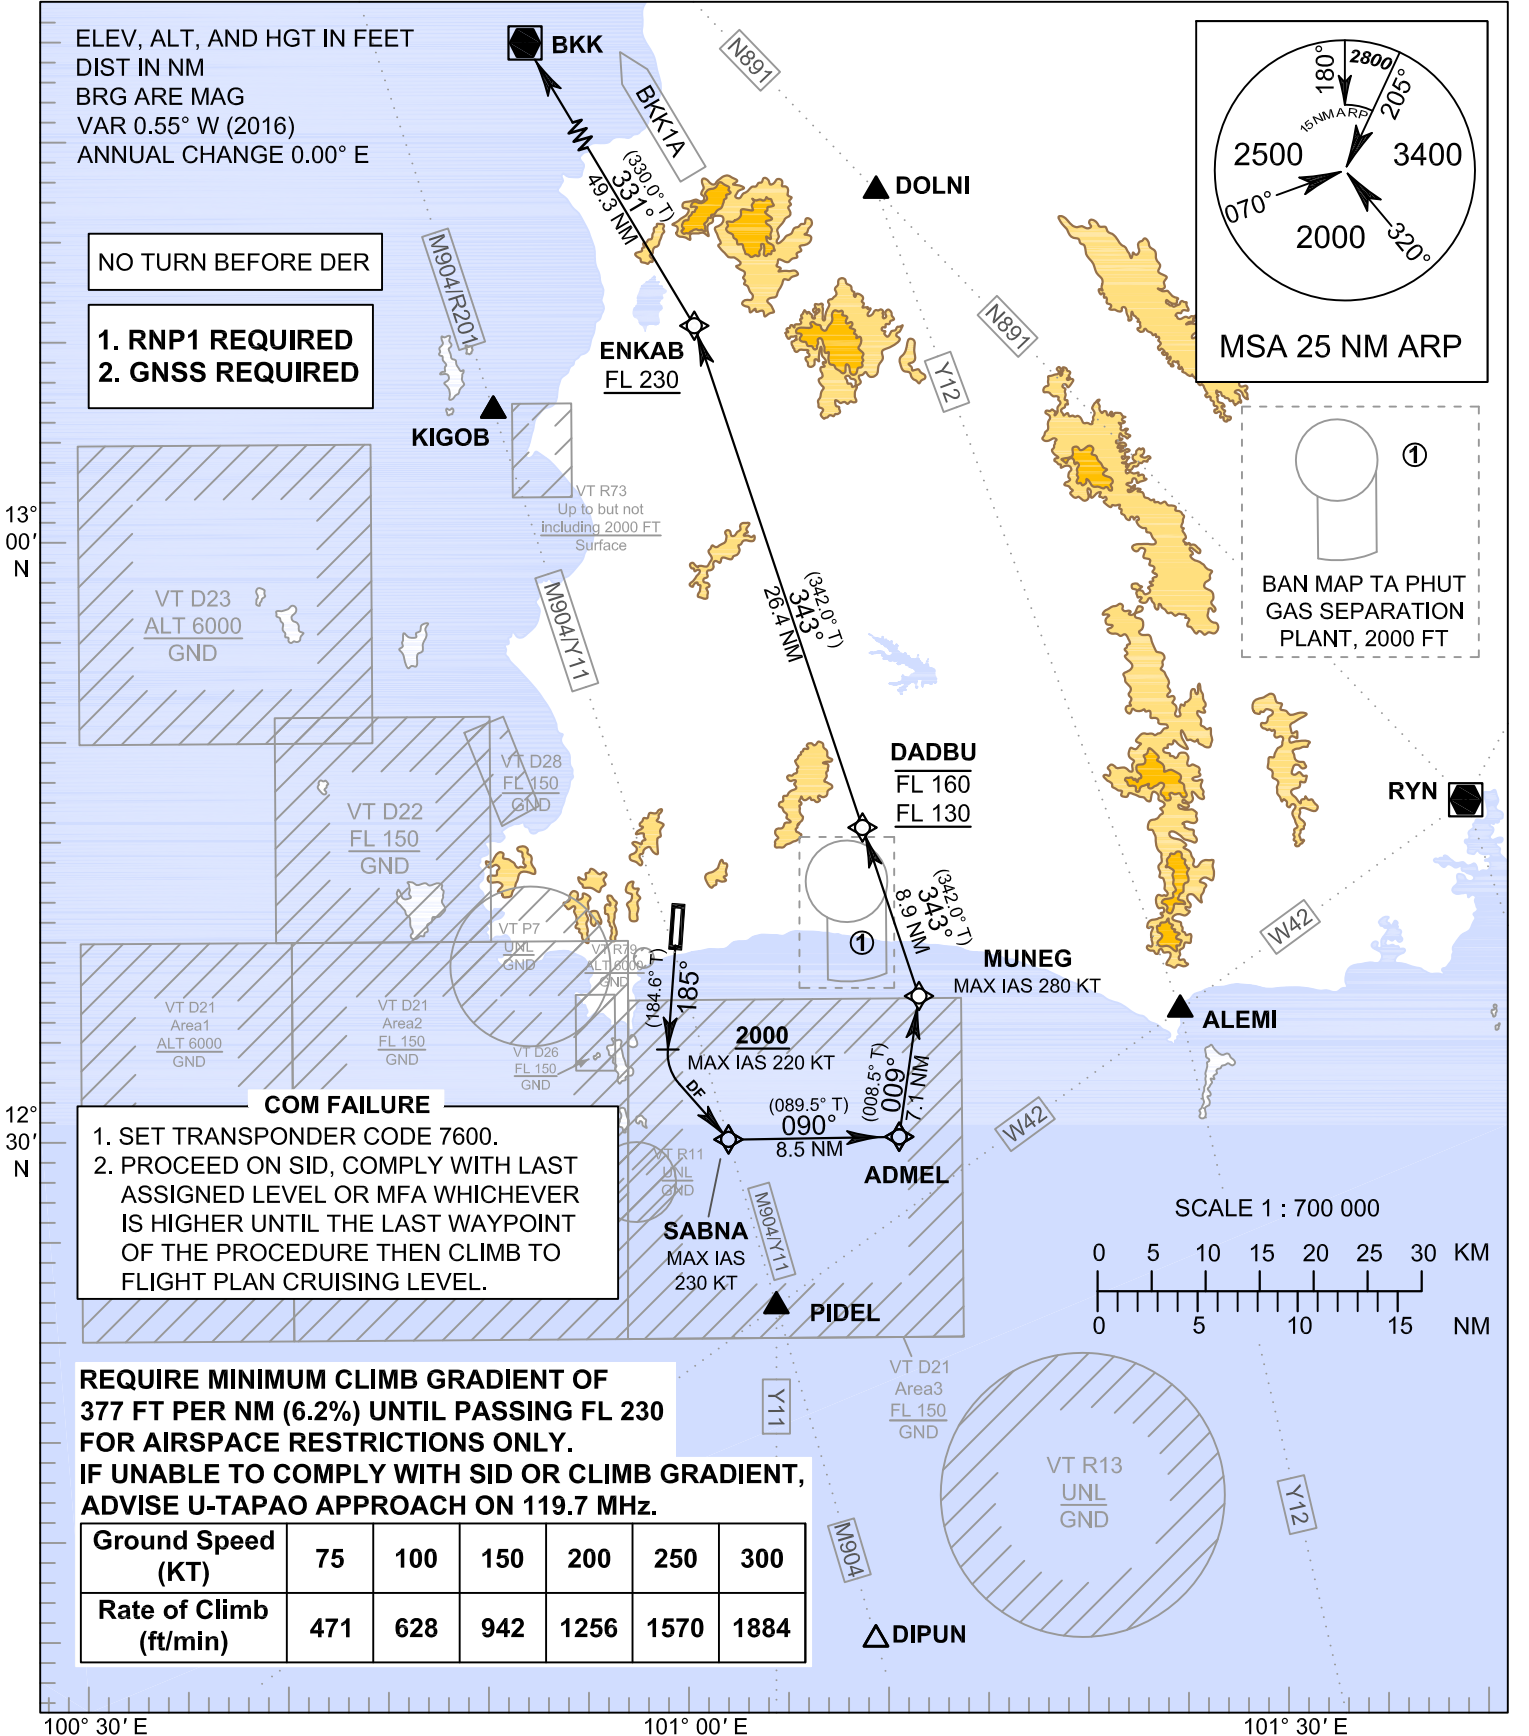 ELEV, ALT, AND HGT IN FEET
DIST IN NM
BRG ARE MAG
VAR 0.55° W (2016)
ANNUAL CHANGE 0.00° E
NO TURN BEFORE DER
1. RNP1 REQUIRED
2. GNSS REQUIRED
BKK
BKK1A
N891
(330.0° T)
331°
49.3 NM
DOLNI
180°
2800
205°
15 NM ARP
2500
3400
070°
2000
320°
MSA 25 NM ARP
M904/R201
ENKAB
FL 230
N891
Y12
KIGOB
①
BAN MAP TA PHUT
GAS SEPARATION
PLANT, 2000 FT
VT R73
Up to but not
including 2000 FT
Surface
13°
00'
N
VT D23
ALT 6000
GND
M904/Y11
(342.0° T)
343°
26.4 NM
VT D28
FL 150
GND
VT D22
FL 150
GND
DADBU
FL 160
FL 130
RYN
(342.0° T)
343°
8.9 NM
W42
VT P7
UNL
GND
VT R79
ALT 6000
GND
①
MUNEG
MAX IAS 280 KT
(184.6° T)
185°
VT D21
Area1
ALT 6000
GND
VT D21
Area2
FL 150
GND
VT D26
FL 150
GND
2000
MAX IAS 220 KT
ALEMI
DF
(089.5° T)
090°
8.5 NM
(008.5° T)
009°
7.1 NM
W42
12°
30'
N
COM FAILURE
1. SET TRANSPONDER CODE 7600.
2. PROCEED ON SID, COMPLY WITH LAST
ASSIGNED LEVEL OR MFA WHICHEVER
IS HIGHER UNTIL THE LAST WAYPOINT
OF THE PROCEDURE THEN CLIMB TO
FLIGHT PLAN CRUISING LEVEL.
VT R11
UNL
GND
ADMEL
SABNA
MAX IAS
230 KT
M904/Y11
PIDEL
SCALE 1 : 700 000
0 5 10 15 20 25 30 KM
0 5 10 15 NM
VT D21
Area3
FL 150
GND
REQUIRE MINIMUM CLIMB GRADIENT OF
377 FT PER NM (6.2%) UNTIL PASSING FL 230
FOR AIRSPACE RESTRICTIONS ONLY.
IF UNABLE TO COMPLY WITH SID OR CLIMB GRADIENT,
ADVISE U-TAPAO APPROACH ON 119.7 MHz.
Y11
VT R13
UNL
GND
Y12
M904
Ground Speed (KT) 75 100 150 200 250 300
Rate of Climb (ft/min) 471 628 942 1256 1570 1884
DIPUN
100° 30' E
101° 00' E
101° 30' E